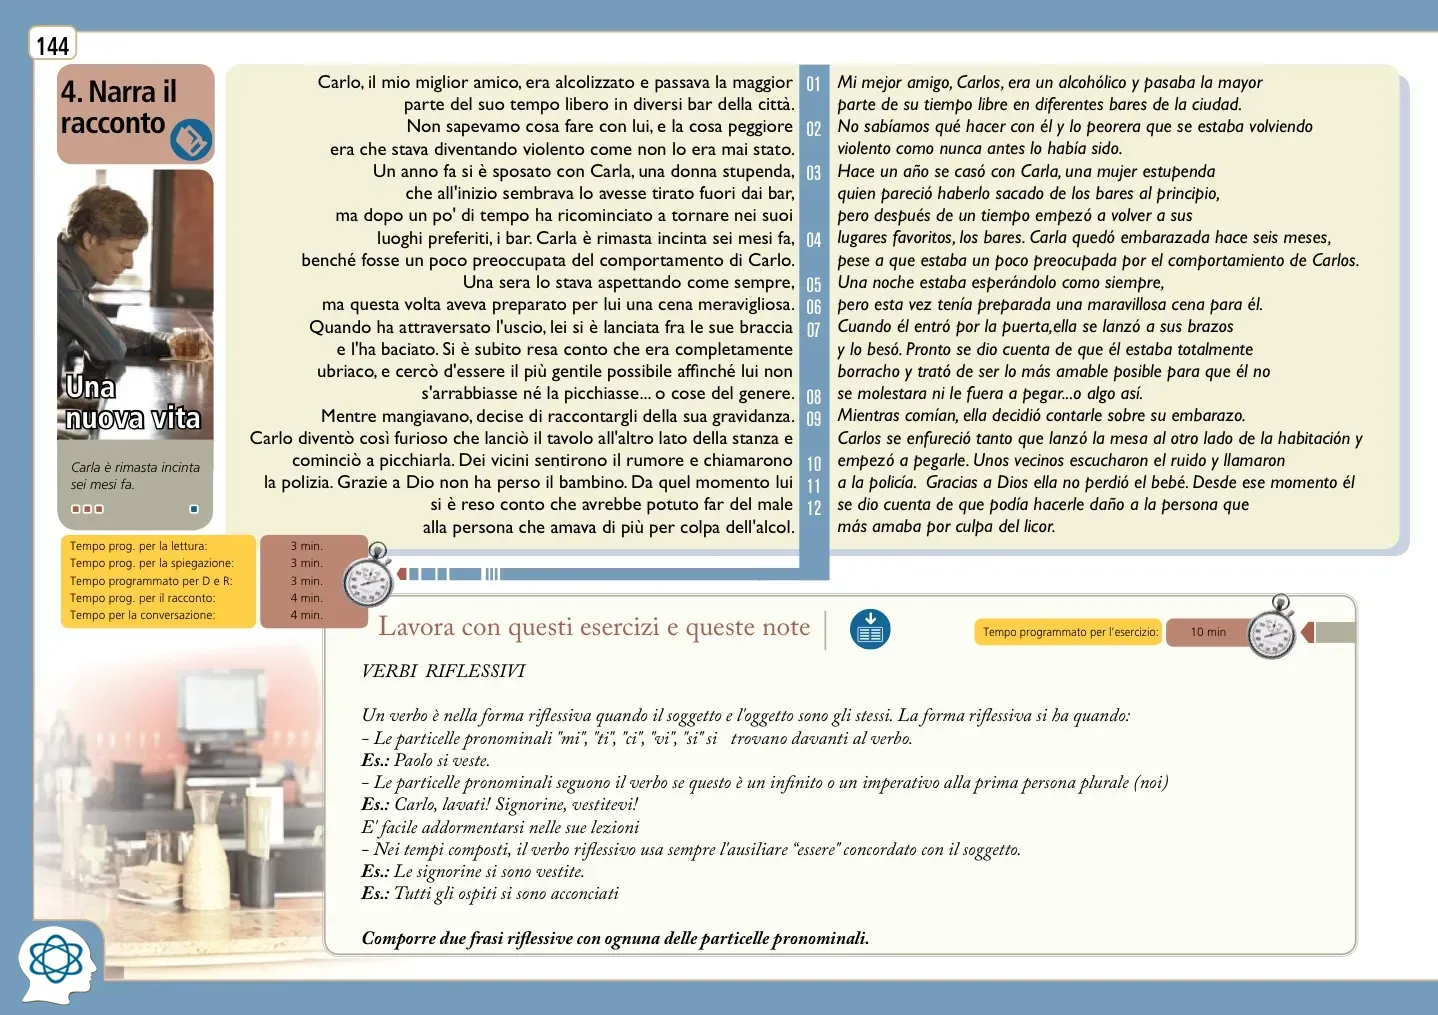 144
4. Narra il
racconto
Una
nuova vita
Carla è rimasta incinta
sei mesi fa.
Carlo, il mio miglior amico, era alcolizzato e passava la maggior
parte del suo tempo libero in diversi bar della città.
Non sapevamo cosa fare con lui, e la cosa peggiore
era che stava diventando violento come non lo era mai stato.
Un anno fa si è sposato con Carla, una donna stupenda,
che all'inizio sembrava lo avesse tirato fuori dai bar,
ma dopo un po' di tempo ha ricominciato a tornare nei suoi
luoghi preferiti, i bar. Carla è rimasta incinta sei mesi fa,
benché fosse un poco preoccupata del comportamento di Carlo.
Una sera lo stava aspettando come sempre,
ma questa volta aveva preparato per lui una cena meravigliosa.
Quando ha attraversato l'uscio, lei si è lanciata fra le sue braccia
e l'ha baciato. Si è subito resa conto che era completamente
ubriaco, e cercò d'essere il più gentile possibile affinché lui non
s'arrabbiasse né la picchiasse... o cose del genere.
Mentre mangiavano, decise di raccontargli della sua gravidanza.
Carlo diventò così furioso che lanciò il tavolo all'altro lato della stanza e
cominciò a picchiarla. Dei vicini sentirono il rumore e chiamarono
la polizia. Grazie a Dio non ha perso il bambino. Da quel momento lui
si è reso conto che avrebbe potuto far del male
alla persona che amava di più per colpa dell'alcol.
01
02
03
04
05
06
07
08
09
10
11
12
Mi mejor amigo, Carlos, era un alcohólico y pasaba la mayor
parte de su tiempo libre en diferentes bares de la ciudad.
No sabíamos qué hacer con él y lo peorera que se estaba volviendo
violento como nunca antes lo había sido.
Hace un año se casó con Carla, una mujer estupenda
quien pareció haberlo sacado de los bares al principio,
pero después de un tiempo empezó a volver a sus
lugares favoritos, los bares. Carla quedó embarazada hace seis meses,
pese a que estaba un poco preocupada por el comportamiento de Carlos.
Una noche estaba esperándolo como siempre,
pero esta vez tenía preparada una maravillosa cena para él.
Cuando él entró por la puerta,ella se lanzó a sus brazos
y lo besó. Pronto se dio cuenta de que él estaba totalmente
borracho y trató de ser lo más amable posible para que él no
se molestara ni le fuera a pegar...o algo así.
Mientras comían, ella decidió contarle sobre su embarazo.
Carlos se enfureció tanto que lanzó la mesa al otro lado de la habitación y
empezó a pegarle. Unos vecinos escucharon el ruido y llamaron
a la policía. Gracias a Dios ella no perdió el bebé. Desde ese momento él
se dio cuenta de que podía hacerle daño a la persona que
más amaba por culpa del licor.
Tempo prog. per la lettura: 3 min.
Tempo prog. per la spiegazione: 3 min.
Tempo programmato per D e R: 3 min.
Tempo prog. per il racconto: 4 min.
Tempo per la conversazione: 4 min.
Lavora con questi esercizi e queste note
Tempo programmato per l'esercizio: 10 min
VERBI RIFLESSIVI
Un verbo è nella forma riflessiva quando il soggetto e l'oggetto sono gli stessi. La forma riflessiva si ha quando:
- Le particelle pronominali "mi", "ti", "ci", "vi", "si" si trovano davanti al verbo.
Es.: Paolo si veste.
- Le particelle pronominali seguono il verbo se questo è un infinito o un imperativo alla prima persona plurale (noi)
Es.: Carlo, lavati! Signorine, vestitevi!
E' facile addormentarsi nelle sue lezioni
- Nei tempi composti, il verbo riflessivo usa sempre l'ausiliare “essere" concordato con il soggetto.
Es.: Le signorine si sono vestite.
Es.: Tutti gli ospiti si sono acconciati
Comporre due frasi riflessive con ognuna delle particelle pronominali.